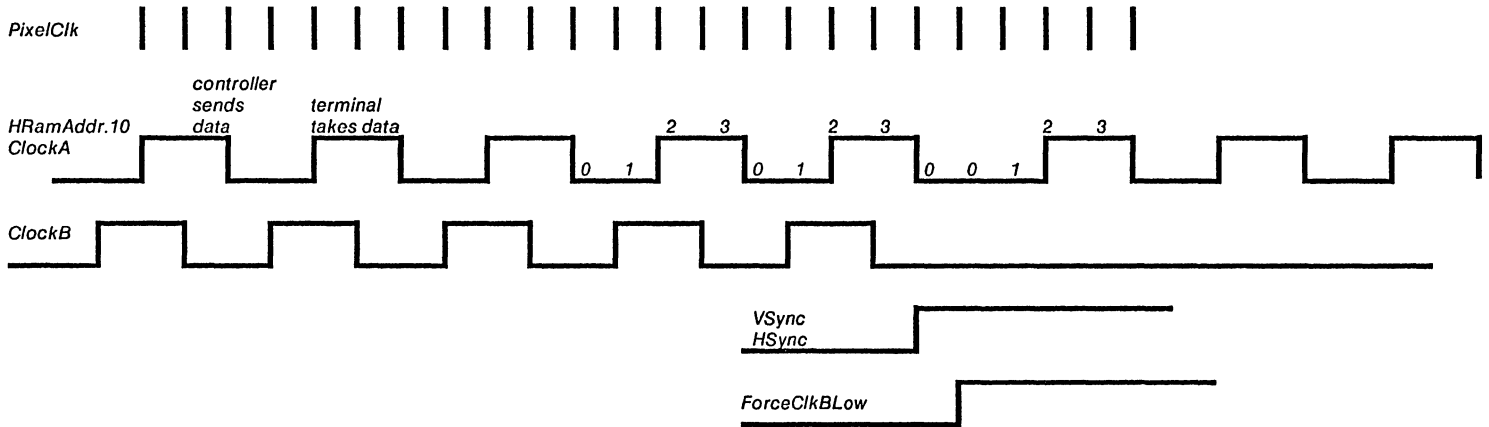 PixelClk
controller
sends
data
terminal
takes data
HRamAddr.10
ClockA
2 3 2 3 2 3
0 1 0 1 0 0 1
ClockB
VSync
HSync
ForceClkBLow